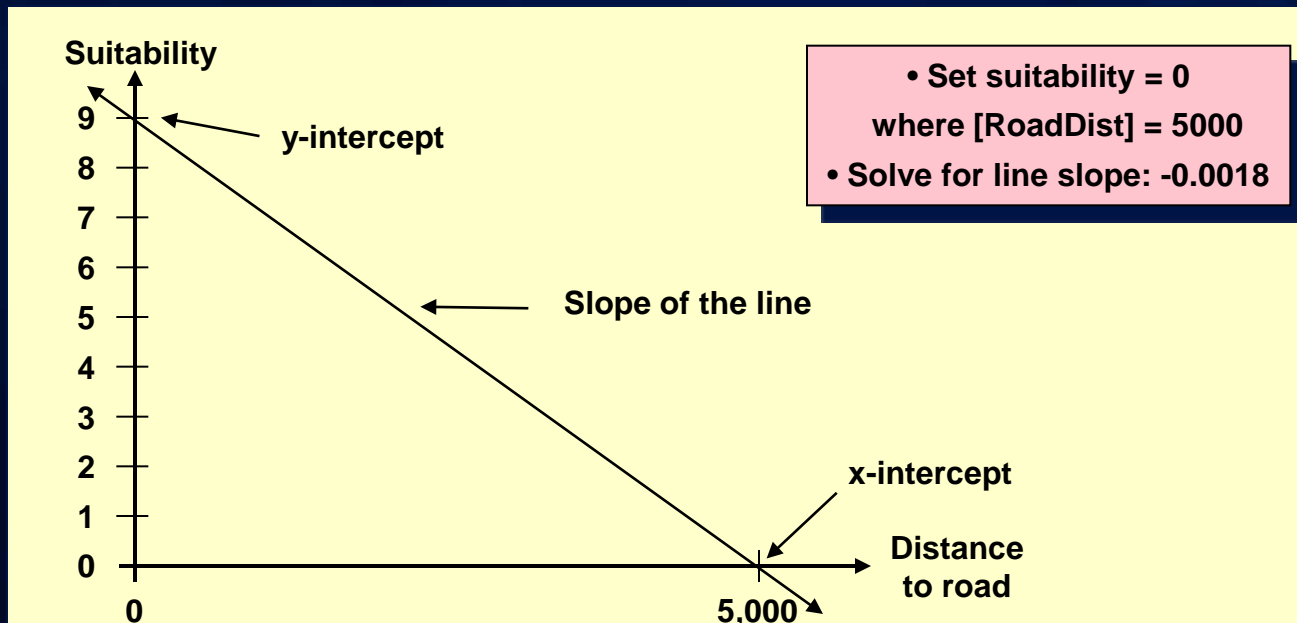 Suitability
• Set suitability = 0
where [RoadDist] = 5000
• Solve for line slope: -0.0018
9
y-intercept
8
7
6
5
Slope of the line
4
3
2
x-intercept
1
0
Distance
to road
0
5,000